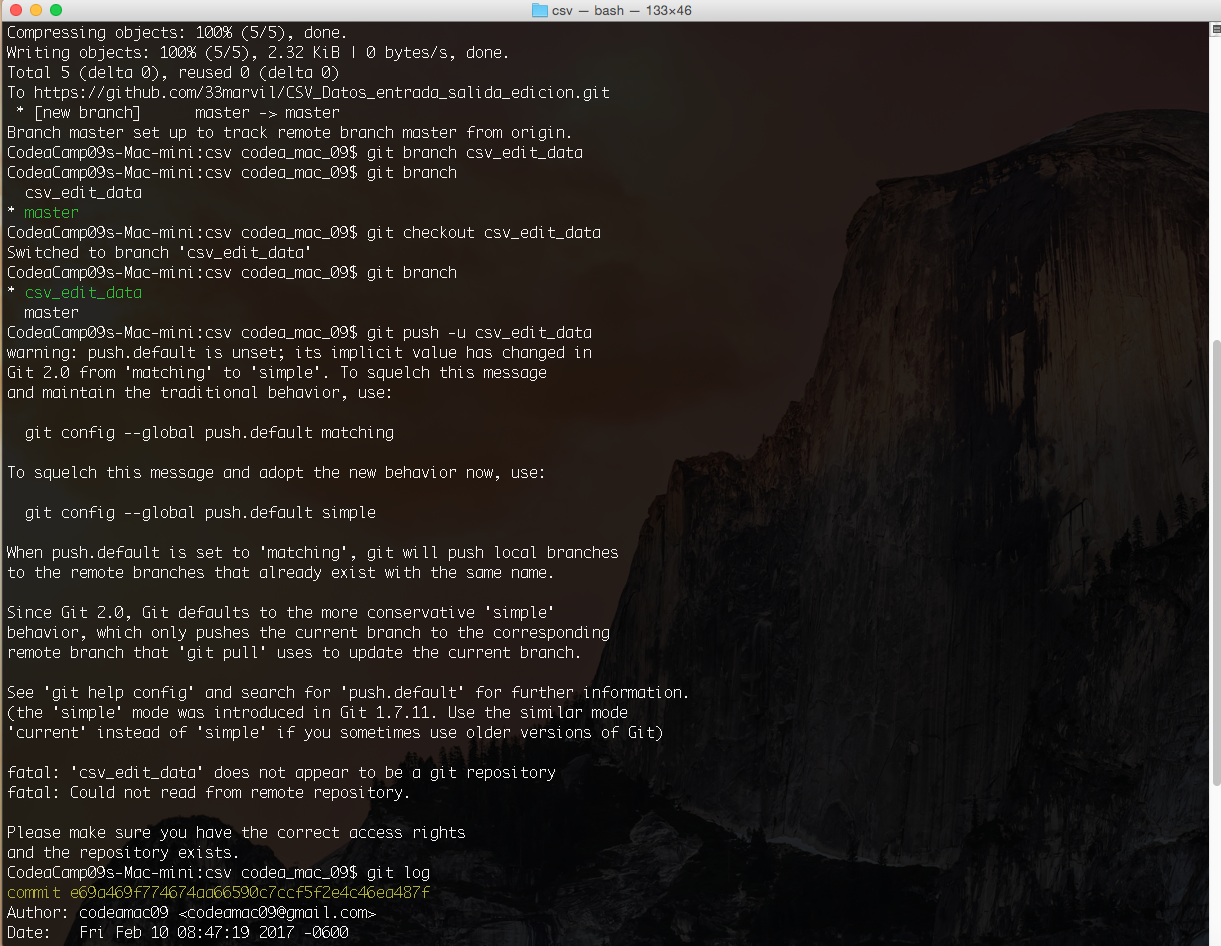 csv — bash — 133×46
Compressing objects: 100% (5/5), done.
Writing objects: 100% (5/5), 2.32 KiB | 0 bytes/s, done.
Total 5 (delta 0), reused 0 (delta 0)
To https://github.com/33marvil/CSV_Datos_entrada_salida_edicion.git
 * [new branch]      master -> master
Branch master set up to track remote branch master from origin.
CodeaCamp09s-Mac-mini:csv codea_mac_09$ git branch csv_edit_data
CodeaCamp09s-Mac-mini:csv codea_mac_09$ git branch
  csv_edit_data
* master
CodeaCamp09s-Mac-mini:csv codea_mac_09$ git checkout csv_edit_data
Switched to branch 'csv_edit_data'
CodeaCamp09s-Mac-mini:csv codea_mac_09$ git branch
* csv_edit_data
  master
CodeaCamp09s-Mac-mini:csv codea_mac_09$ git push -u csv_edit_data
warning: push.default is unset; its implicit value has changed in
Git 2.0 from 'matching' to 'simple'. To squelch this message
and maintain the traditional behavior, use:

  git config --global push.default matching

To squelch this message and adopt the new behavior now, use:

  git config --global push.default simple

When push.default is set to 'matching', git will push local branches
to the remote branches that already exist with the same name.

Since Git 2.0, Git defaults to the more conservative 'simple'
behavior, which only pushes the current branch to the corresponding
remote branch that 'git pull' uses to update the current branch.

See 'git help config' and search for 'push.default' for further information.
(the 'simple' mode was introduced in Git 1.7.11. Use the similar mode
'current' instead of 'simple' if you sometimes use older versions of Git)

fatal: 'csv_edit_data' does not appear to be a git repository
fatal: Could not read from remote repository.

Please make sure you have the correct access rights
and the repository exists.
CodeaCamp09s-Mac-mini:csv codea_mac_09$ git log
commit e69a469f774674aa66590c7ccf5f2e4c46ea487f
Author: codeamac09 <codeamac09@gmail.com>
Date:   Fri Feb 10 08:47:19 2017 -0600